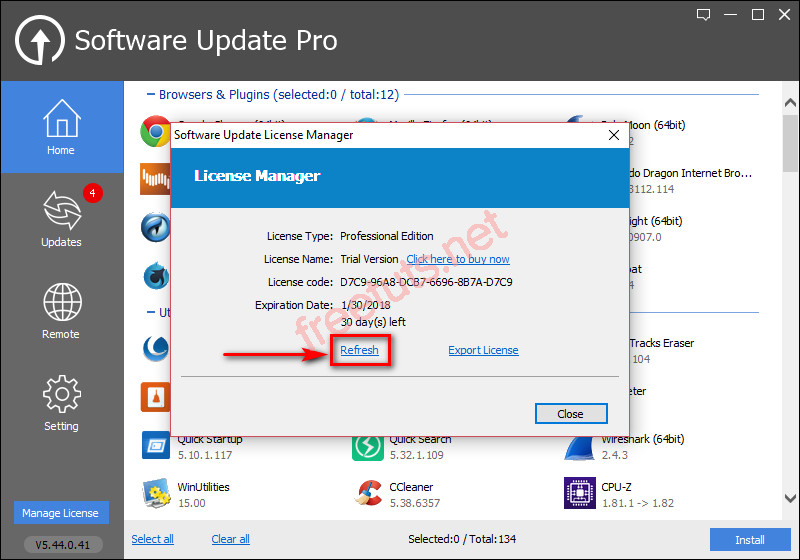 Software Update Pro
Browsers & Plugins (selected:0 / total:12)
Software Update License Manager
License Manager
License Type: Professional Edition
License Name: Trial Version Click here to buy now
License code: D7C9-96A8-DCB7-6696-8B7A-D7C9
Expiration Date: 1/30/2018
30 day(s) left
Refresh
Export License
Close
freetuts.net
Home
4
Updates
Remote
Setting
Manage License
V5.44.0.41
Moon (64bit)
do Dragon Internet Bro...
3112.114
ight (64bit)
0907.0
bat
Ut
Tracks Eraser
104
eter
Quick Startup
5.10.1.117
Quick Search
5.32.1.109
Wireshark (64bit)
2.4.3
WinUtilities
15.00
CCleaner
5.38.6357
CPU-Z
1.81.1 -> 1.82
Select all
Clear all
Selected:0 / Total:134
Install